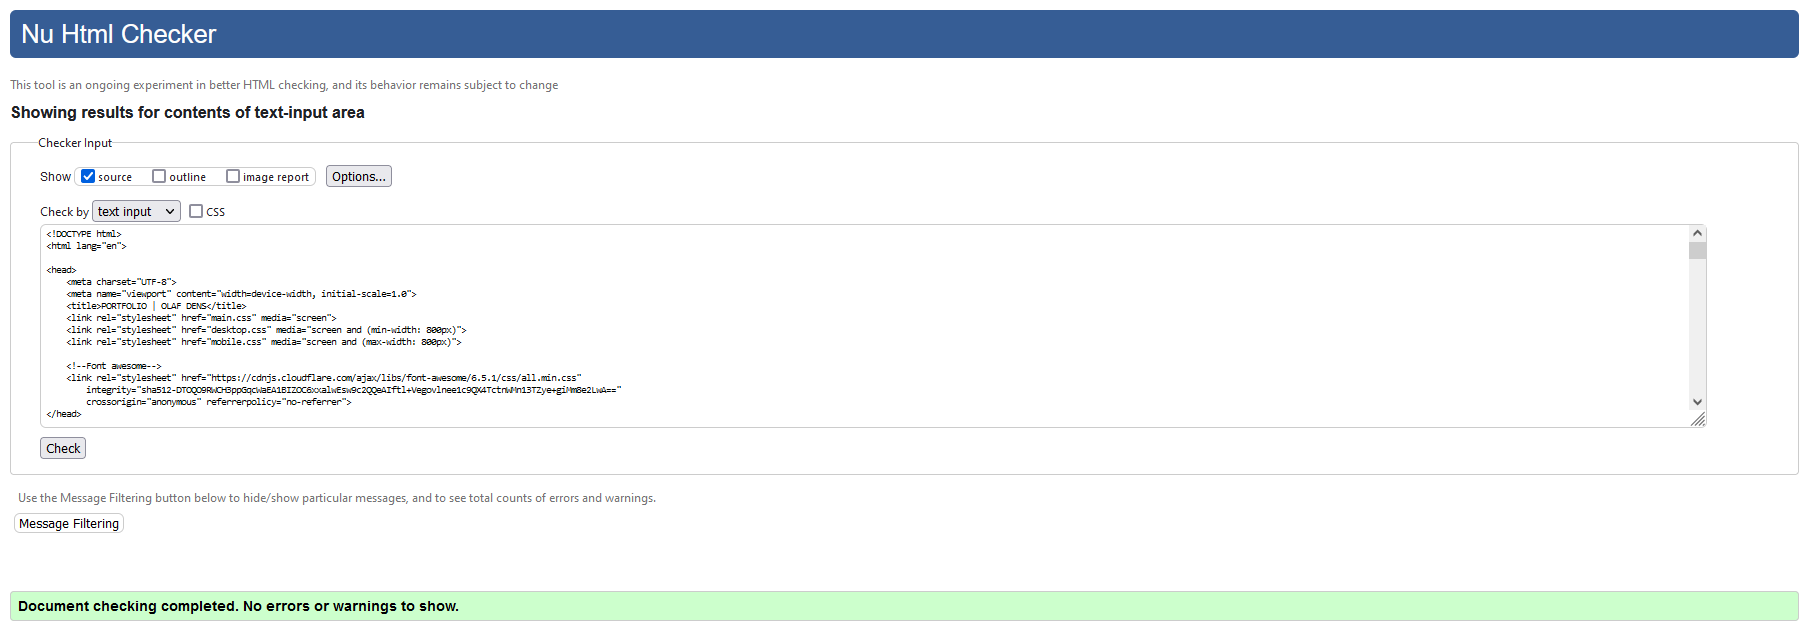 Nu Html Checker
This tool is an ongoing experiment in better HTML checking, and its behavior remains subject to change
Showing results for contents of text-input area
Checker Input
Show source outline image report Options...
Check by text input CSS
<!DOCTYPE html>
<html lang="en">
<head>
<meta charset="UTF-8">
<meta name="viewport" content="width=device-width, initial-scale=1.0">
<title>PORTFOLIO | OLAF DENS</title>
<link rel="stylesheet" href="main.css" media="screen">
<link rel="stylesheet" href="desktop.css" media="screen and (min-width: 800px)">
<link rel="stylesheet" href="mobile.css" media="screen and (max-width: 800px)">
<!--Font awesome-->
<link rel="stylesheet" href="https://cdnjs.cloudflare.com/ajax/libs/font-awesome/6.5.1/css/all.min.css"
crossorigin="anonymous" referrerpolicy="no-referrer">
</head>
Check
Use the Message Filtering button below to hide/show particular messages, and to see total counts of errors and warnings.
Message Filtering
Document checking completed. No errors or warnings to show.